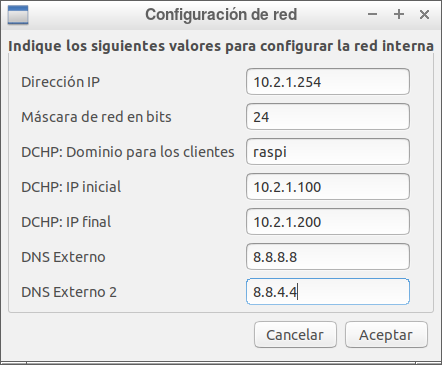 Configuración de red
Indique los siguientes valores para configurar la red interna
Dirección IP 10.2.1.254
Máscara de red en bits 24
DCHP: Dominio para los clientes raspi
DCHP: IP inicial 10.2.1.100
DCHP: IP final 10.2.1.200
DNS Externo 8.8.8.8
DNS Externo 2 8.8.4.4
Cancelar Aceptar